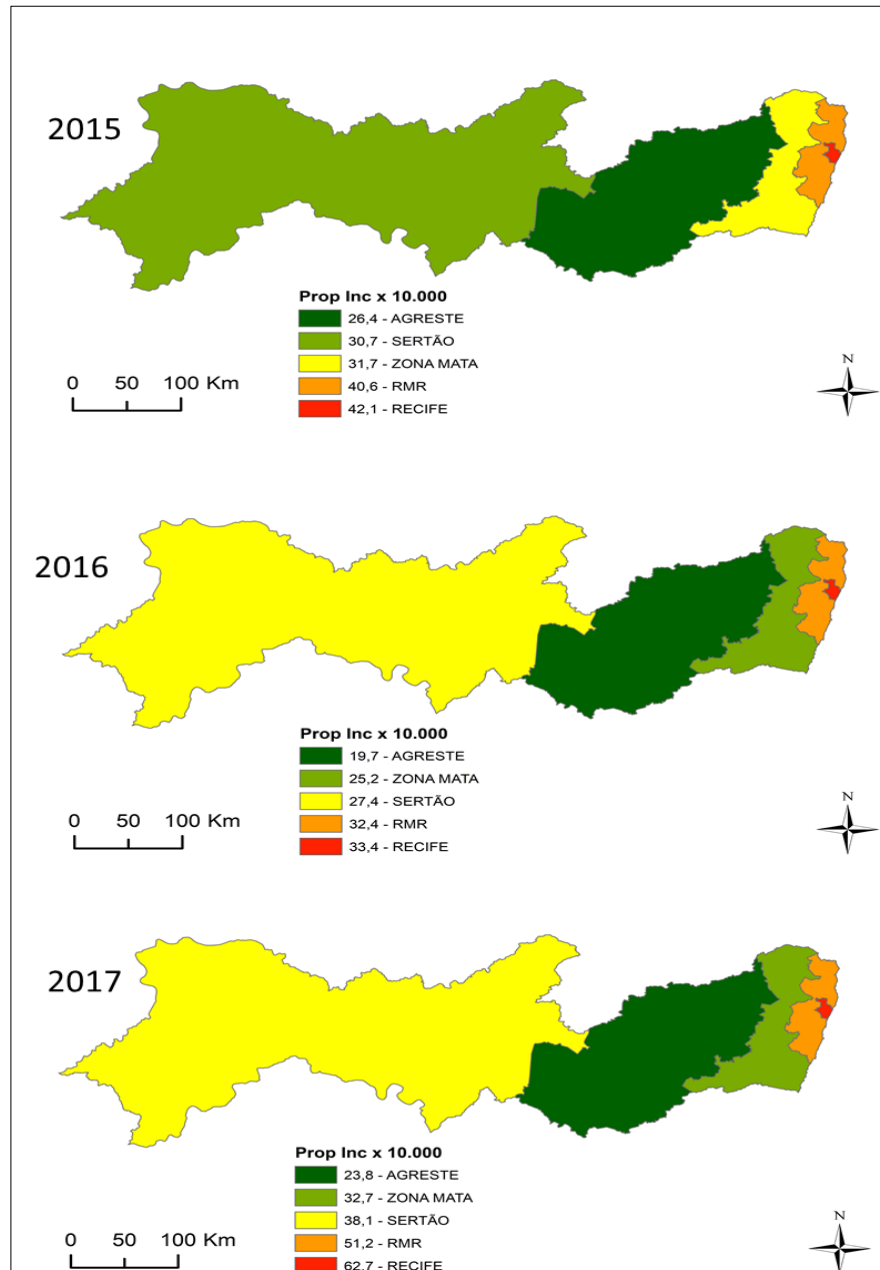 2015
Prop Inc x 10.000
26,4 - AGRESTE
30,7 - SERTÃO
31,7 - ZONA MATA
40,6 - RMR
42,1 - RECIFE
0 50 100 Km
N
2016
Prop Inc x 10.000
19,7 - AGRESTE
25,2 - ZONA MATA
27,4 - SERTÃO
32,4 - RMR
33,4 - RECIFE
0 50 100 Km
N
2017
Prop Inc x 10.000
23,8 - AGRESTE
32,7 - ZONA MATA
38,1 - SERTÃO
51,2 - RMR
62,7 - RECIFE
0 50 100 Km
N